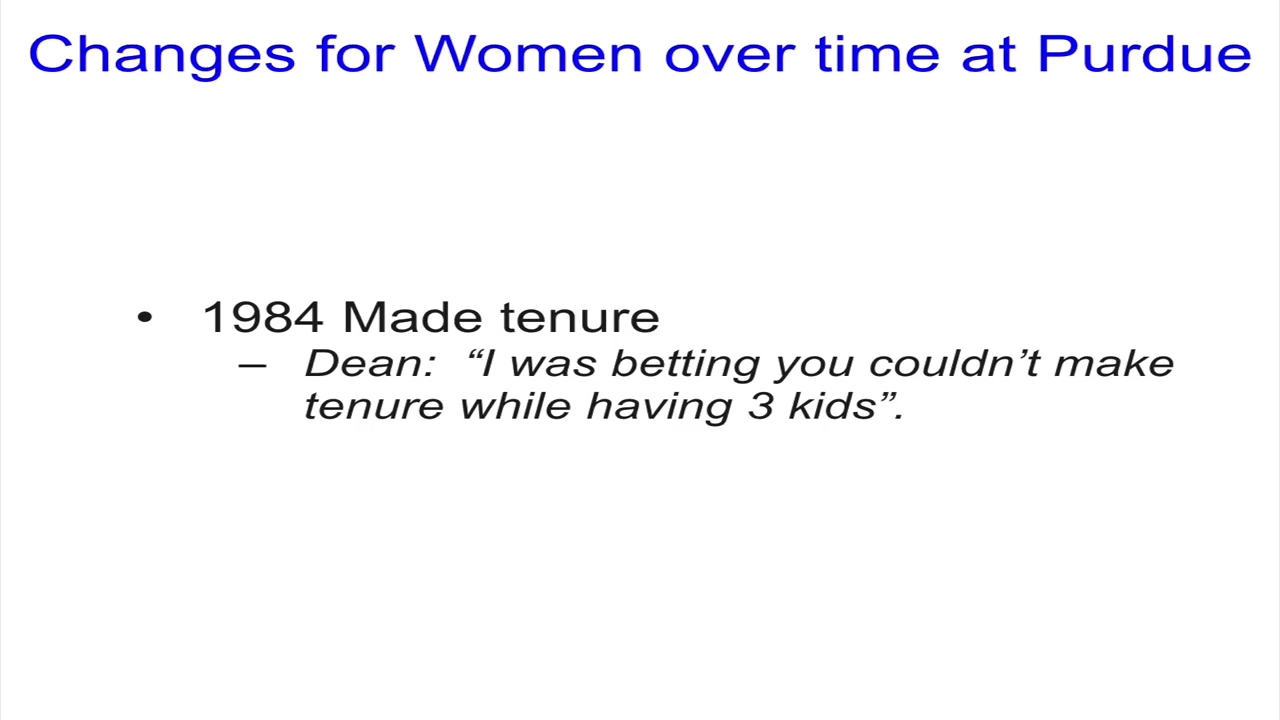 Changes for Women over time at Purdue
• 1984 Made tenure
– Dean: “I was betting you couldn’t make
tenure while having 3 kids”.